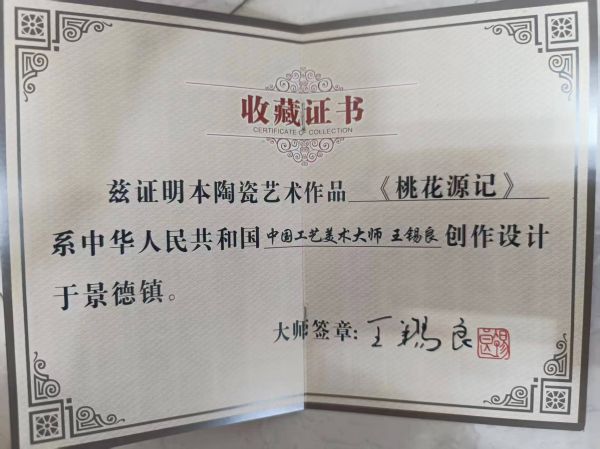 收藏证书
CERTIFICATE OF COLLECTION
兹证明本陶瓷艺术作品《桃花源记》
系中华人民共和国中国工艺美术大师 王锡良创作设计
于景德镇。
大师签章：王锡良
锡良